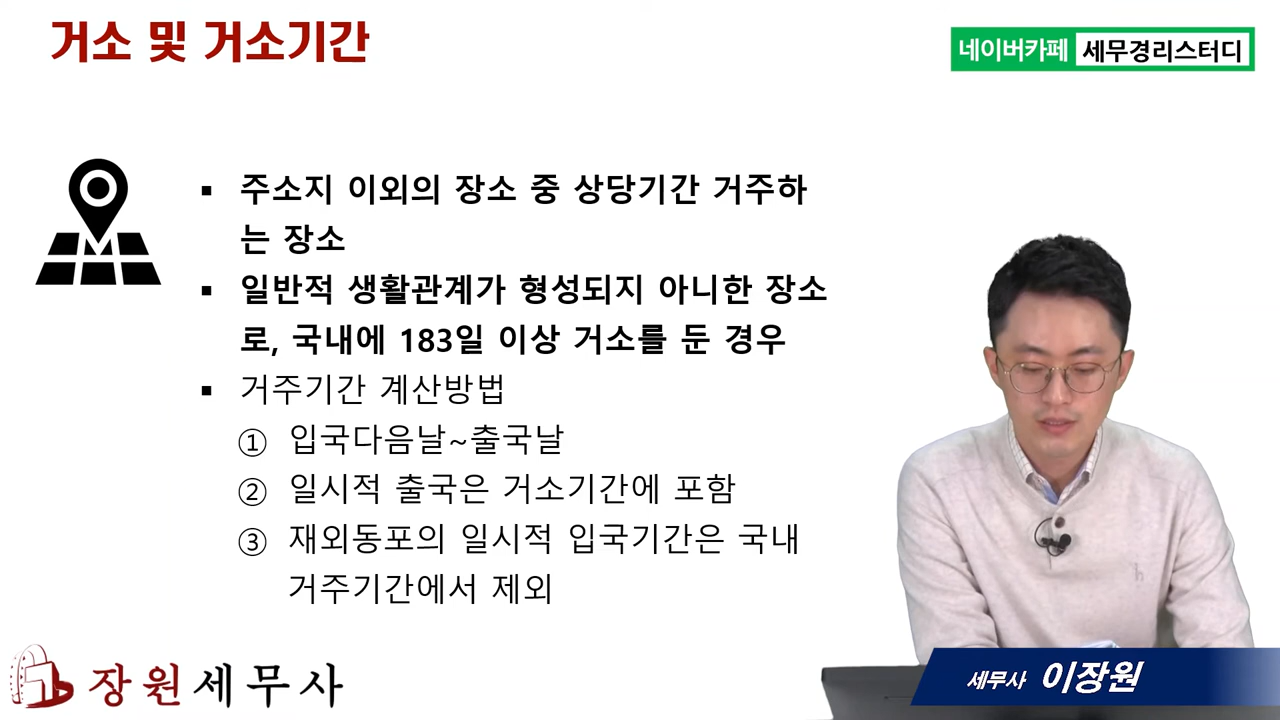 거소 및 거소기간
네이버카페 세무경리스터디
▪ 주소지 이외의 장소 중 상당기간 거주하
는 장소
▪ 일반적 생활관계가 형성되지 아니한 장소
로, 국내에 183일 이상 거소를 둔 경우
▪ 거주기간 계산방법
① 입국다음날~출국날
② 일시적 출국은 거소기간에 포함
③ 재외동포의 일시적 입국기간은 국내
거주기간에서 제외
장원세무사
세무사 이장원